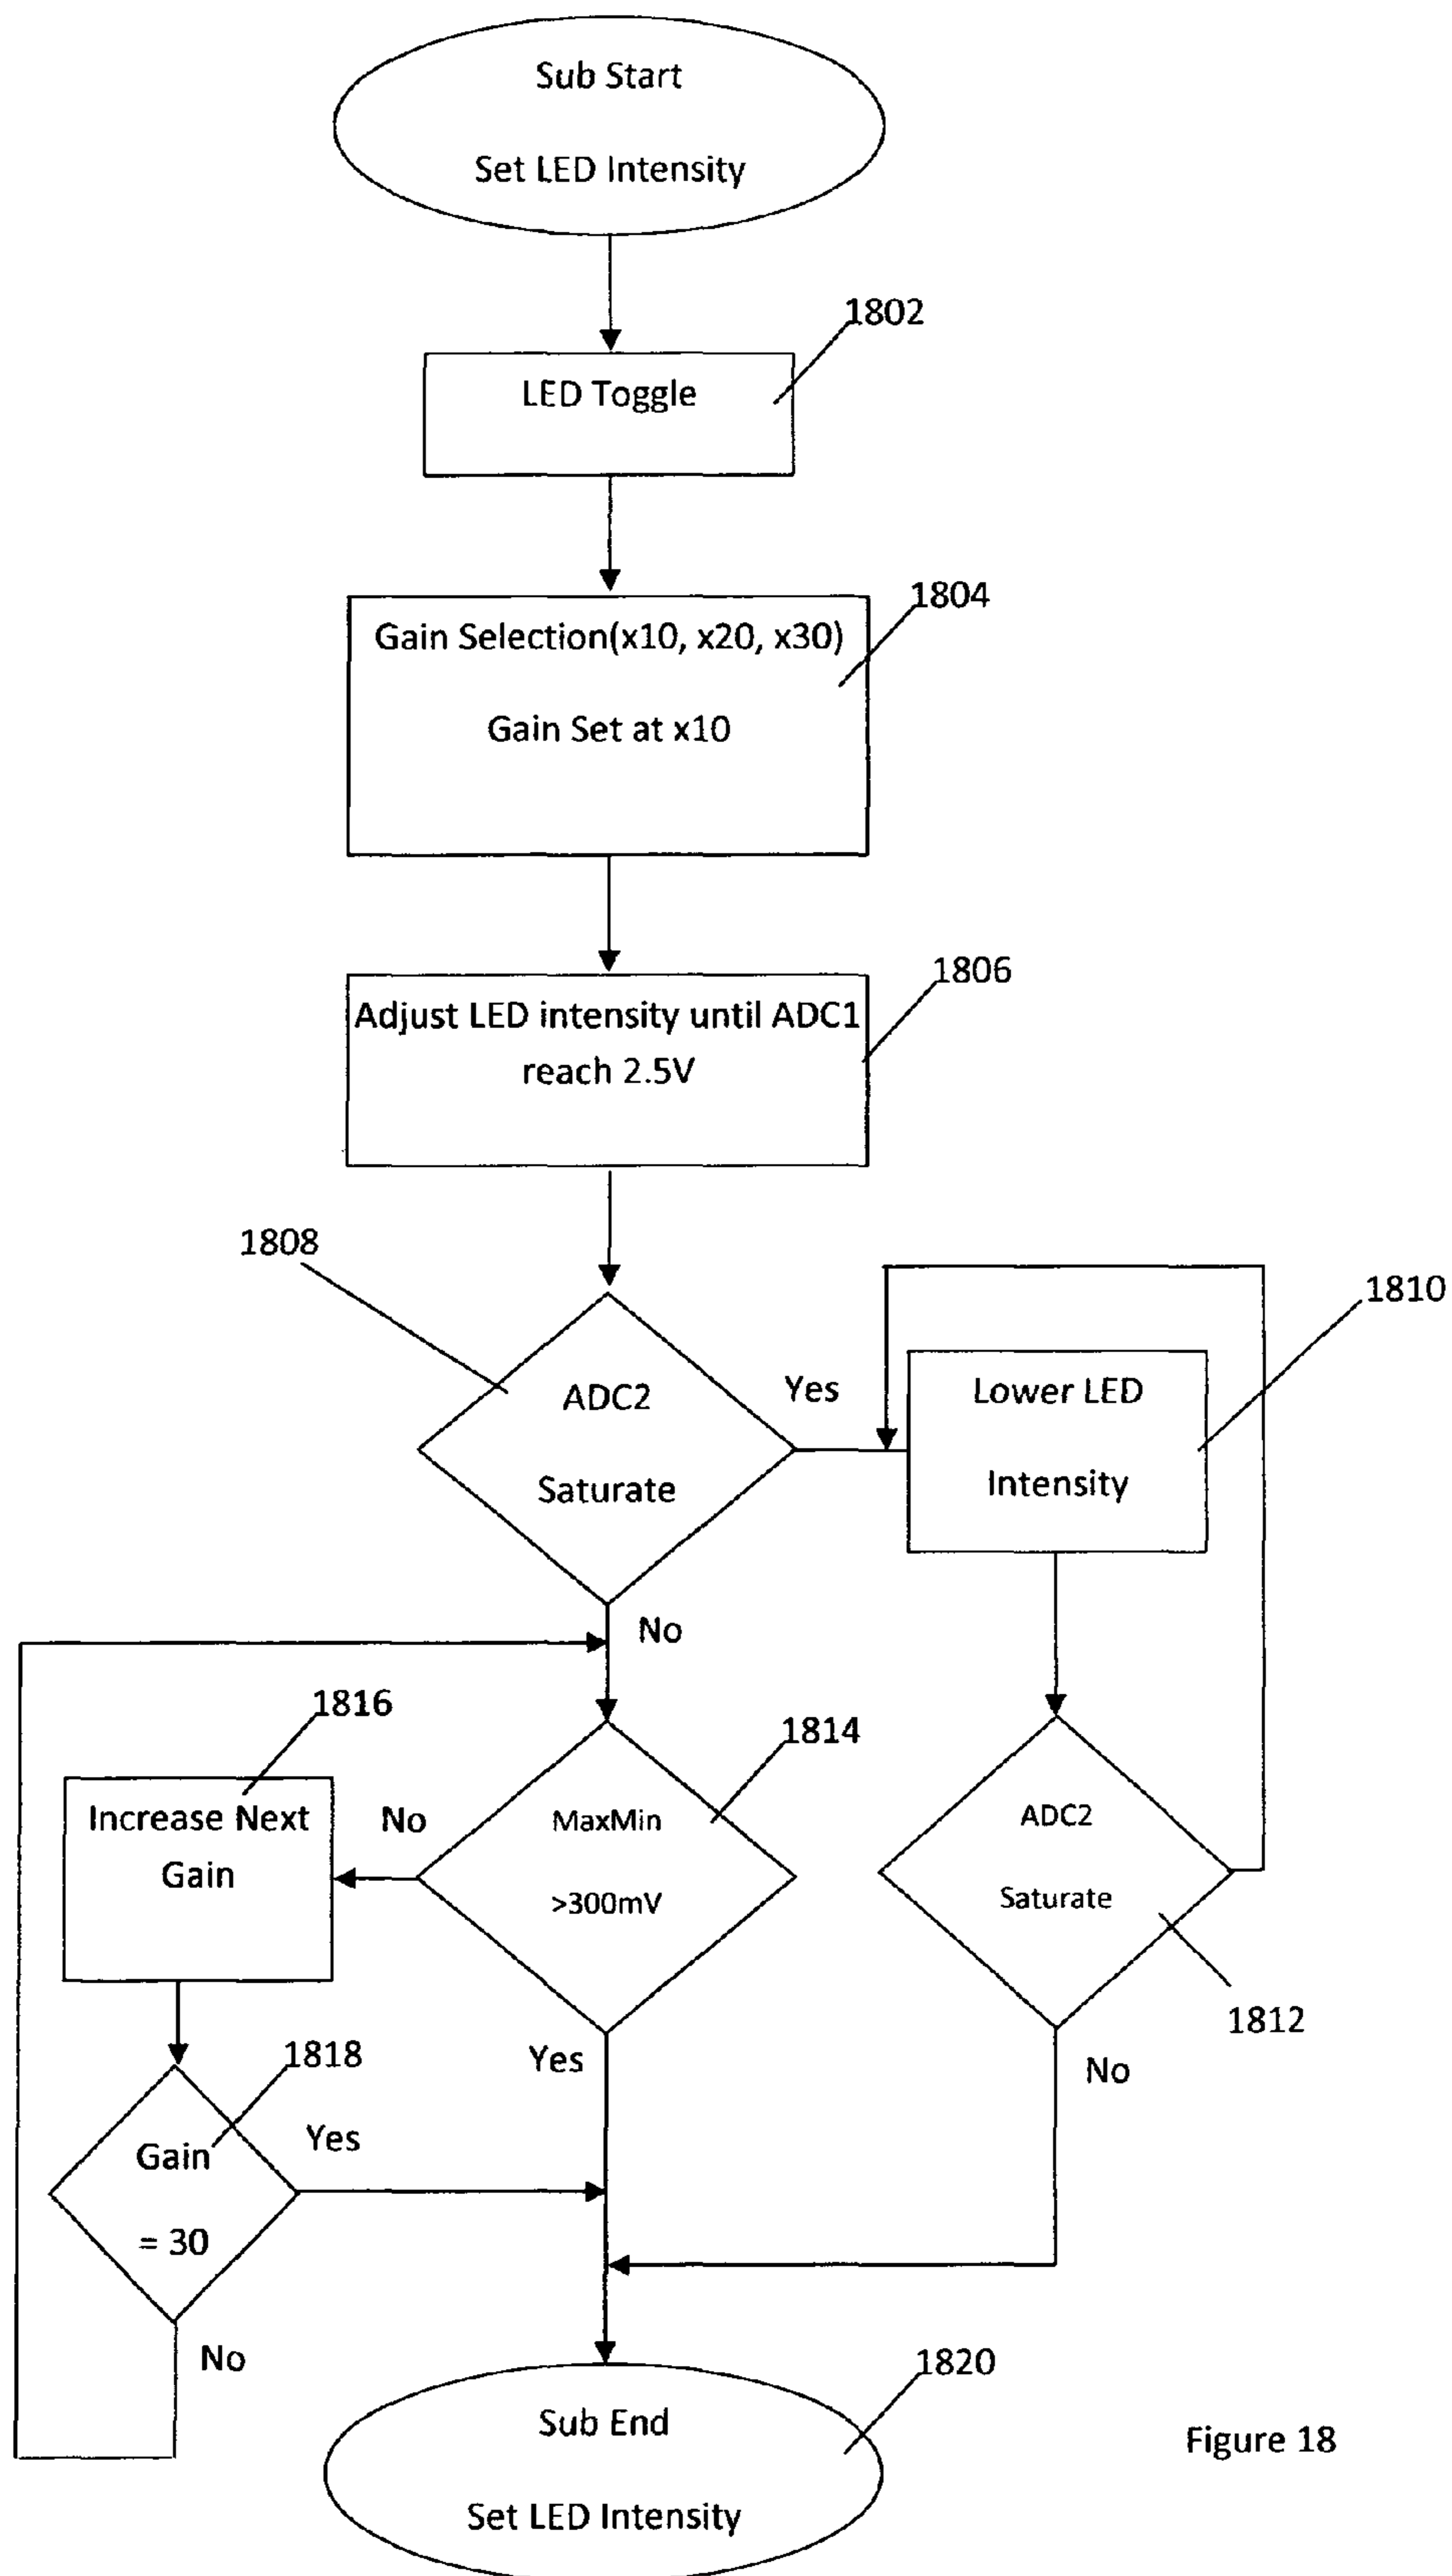 Sub Start
Set LED Intensity
1802
LED Toggle
1804
Gain Selection(x10, x20, x30)
Gain Set at x10
1806
Adjust LED intensity until ADC1
reach 2.5V
1808
1810
ADC2
Saturate
Yes
Lower LED
Intensity
No
1816
1814
Increase Next
Gain
No
MaxMin
>300mV
ADC2
Saturate
1812
Yes
No
1818
Gain
= 30
Yes
No
1820
Sub End
Set LED Intensity
Figure 18